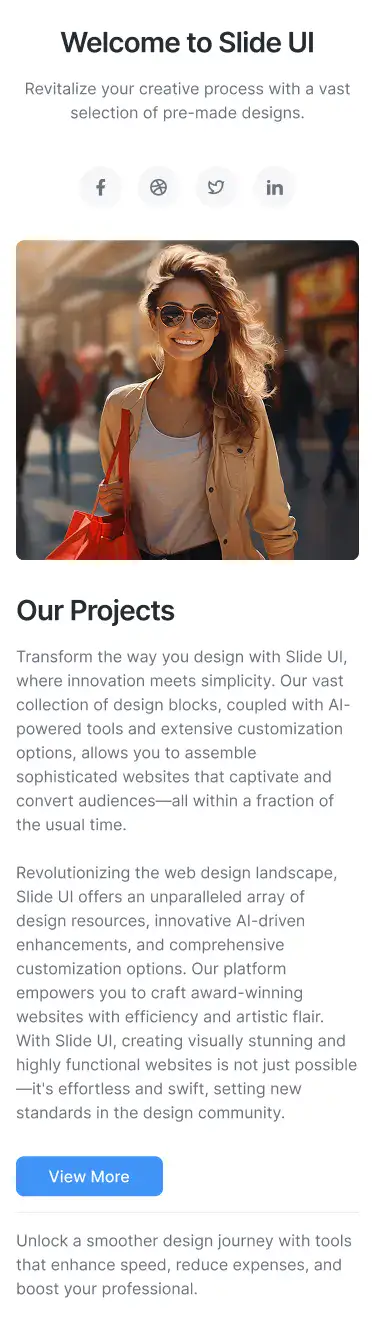 Welcome to Slide UI
Revitalize your creative process with a vast
selection of pre-made designs.
Our Projects
Transform the way you design with Slide UI,
where innovation meets simplicity. Our vast
collection of design blocks, coupled with AI-
powered tools and extensive customization
options, allows you to assemble
sophisticated websites that captivate and
convert audiences—all within a fraction of
the usual time.
Revolutionizing the web design landscape,
Slide UI offers an unparalleled array of
design resources, innovative AI-driven
enhancements, and comprehensive
customization options. Our platform
empowers you to craft award-winning
websites with efficiency and artistic flair.
With Slide UI, creating visually stunning and
highly functional websites is not just possible
—it's effortless and swift, setting new
standards in the design community.
View More
Unlock a smoother design journey with tools
that enhance speed, reduce expenses, and
boost your professional.